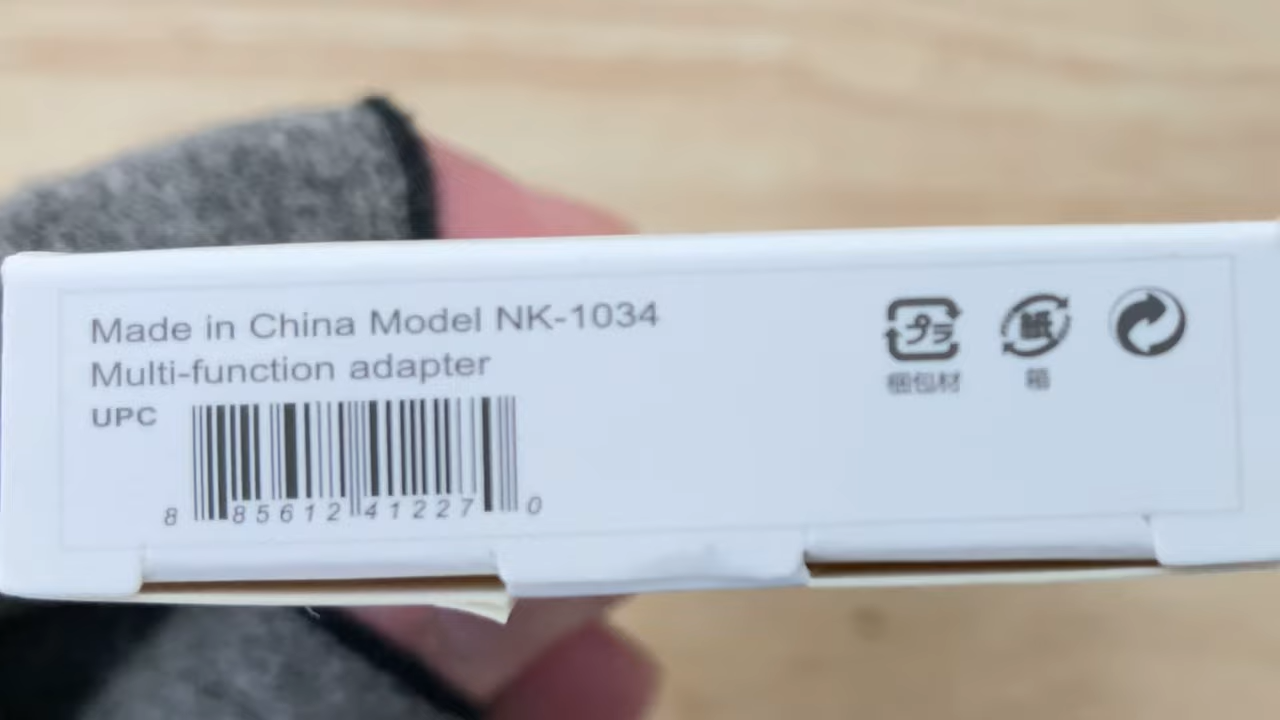 Made in China Model NK-1034
Multi-function adapter
UPC
8 85612 41227 0
プラ 紙
梱包材 箱